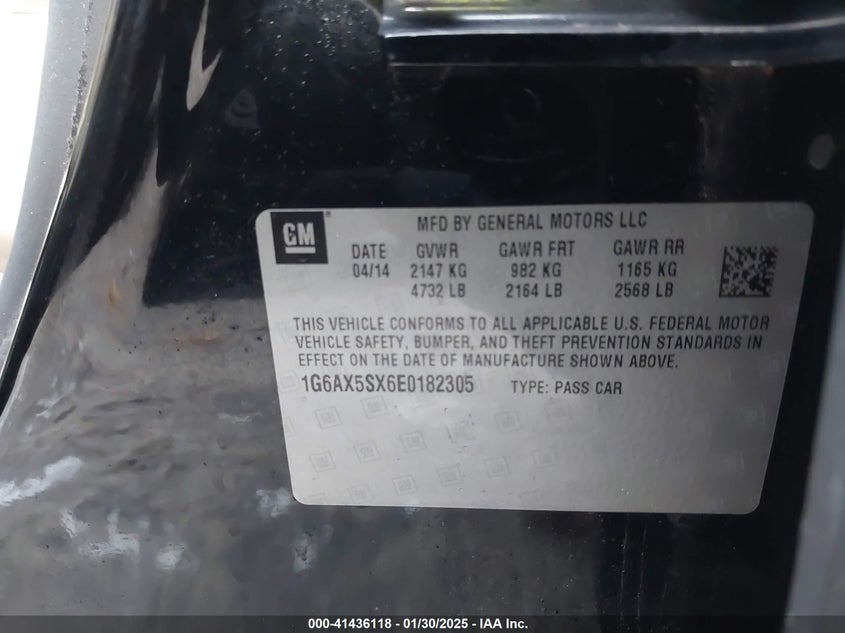 GM
MFD BY GENERAL MOTORS LLC
DATE GVWR GAWR FRT GAWR RR
04/14 2147 KG 982 KG 1165 KG
4732 LB 2164 LB 2568 LB
THIS VEHICLE CONFORMS TO ALL APPLICABLE U.S. FEDERAL MOTOR
VEHICLE SAFETY, BUMPER, AND THEFT PREVENTION STANDARDS IN
EFFECT ON THE DATE OF MANUFACTURE SHOWN ABOVE.
1G6AX5SX6E0182305 TYPE: PASS CAR
000-41436118 - 01/30/2025 - IAA Inc.